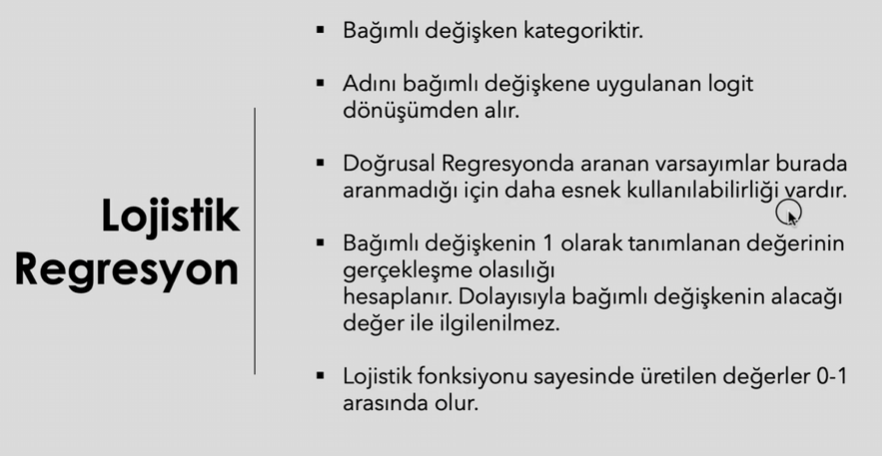 Lojistik
Regresyon
▪ Bağımlı değişken kategoriktir.
▪ Adını bağımlı değişkene uygulanan logit
dönüşümden alır.
▪ Doğrusal Regresyonda aranan varsayımlar burada
aranmadığı için daha esnek kullanılabilirliği vardır.
▪ Bağımlı değişkenin 1 olarak tanımlanan değerinin
gerçekleşme olasılığı
hesaplanır. Dolayısıyla bağımlı değişkenin alacağı
değer ile ilgilenilmez.
▪ Lojistik fonksiyonu sayesinde üretilen değerler 0-1
arasında olur.